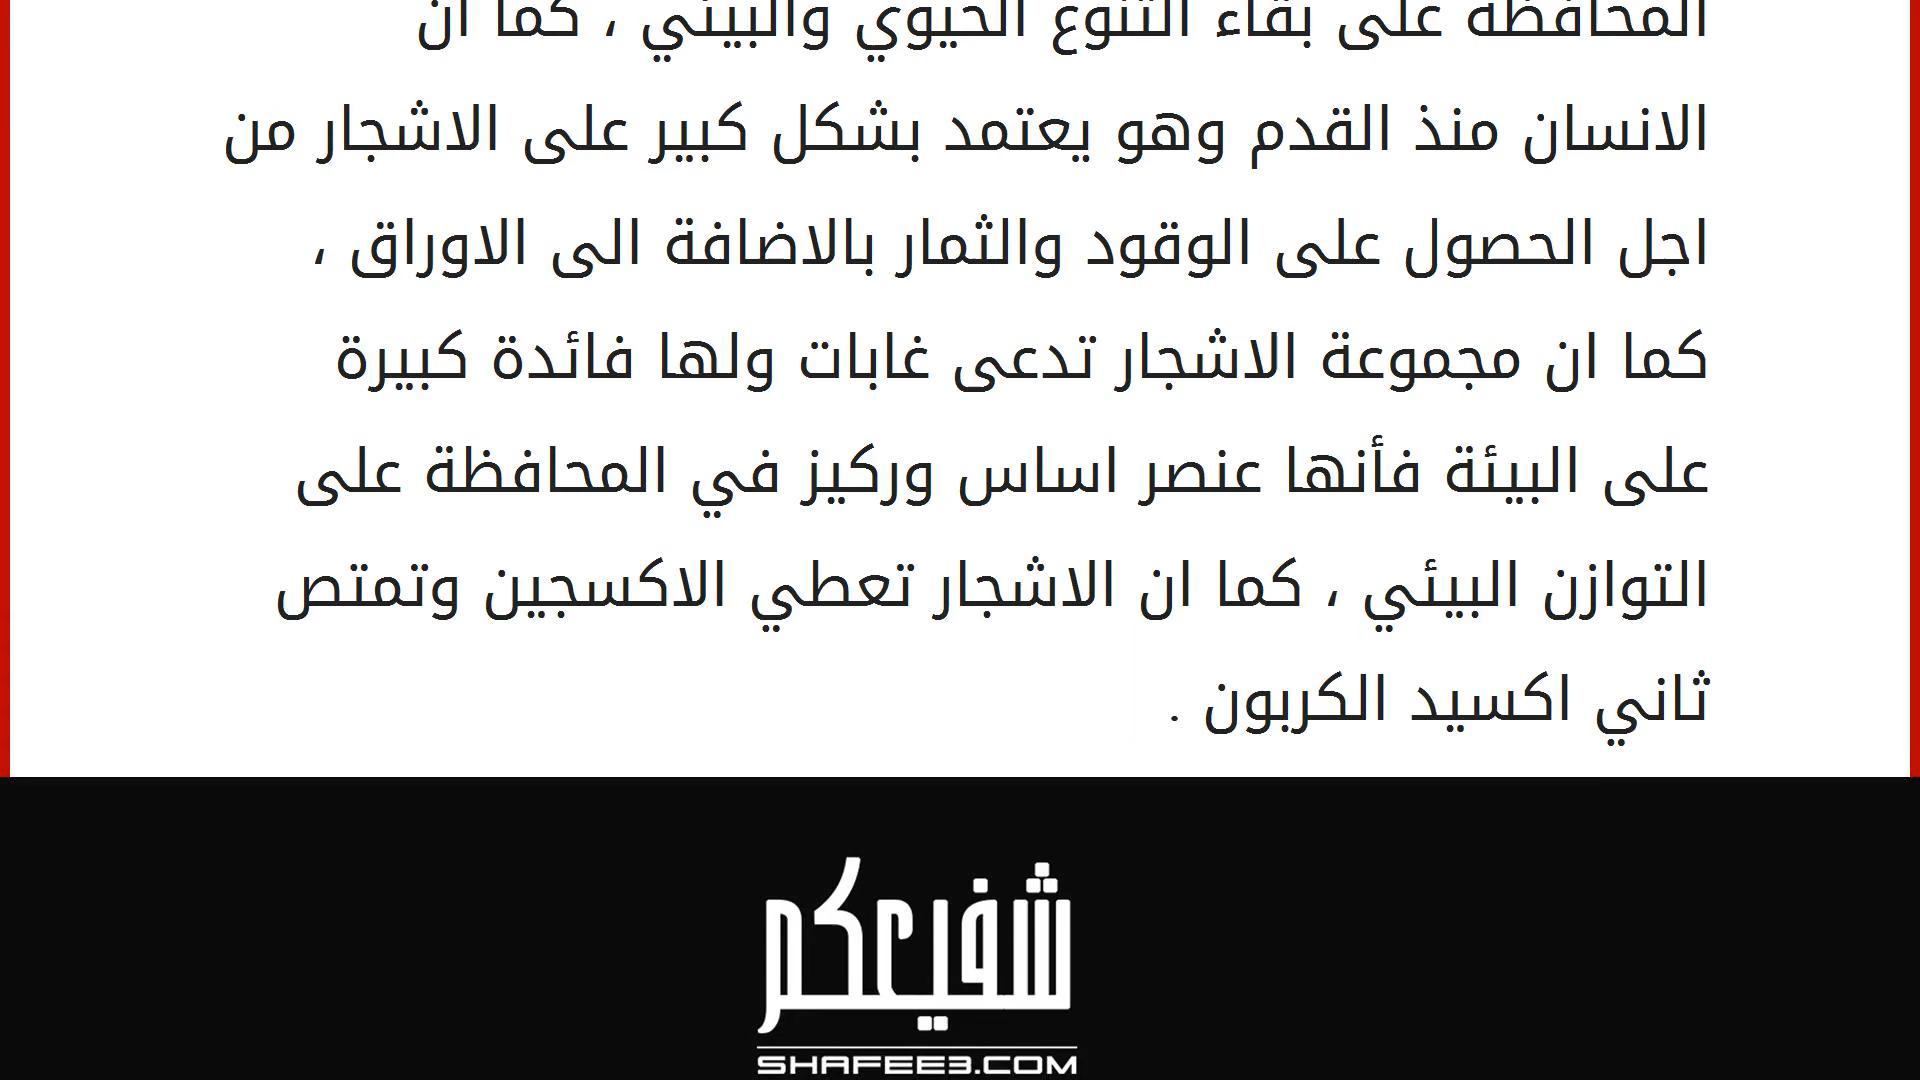 المحافظة على بقاء التنوع الحيوي والبيئي ، كما ان
الانسان منذ القدم وهو يعتمد بشكل كبير على الاشجار من
اجل الحصول على الوقود والثمار بالاضافة الى الاوراق ،
كما ان مجموعة الاشجار تدعى غابات ولها فائدة كبيرة
على البيئة فأنها عنصر اساس وركيز في المحافظة على
التوازن البيئي ، كما ان الاشجار تعطي الاكسجين وتمتص
ثاني اكسيد الكربون .
شفيعكم
SHAFEE3.COM